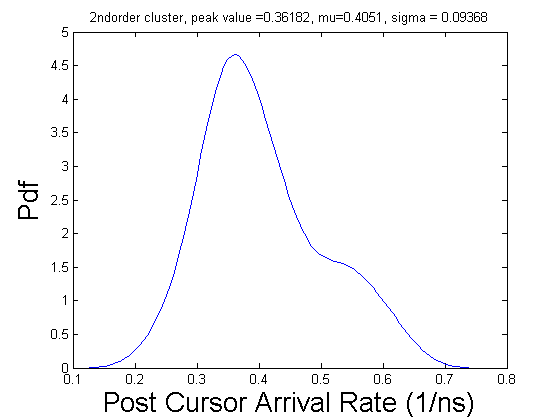 2ndorder cluster, peak value =0.36182, mu=0.4051, sigma = 0.09368
5
4.5
4
3.5
3
2.5
2
1.5
1
0.5
0
Pdf
0.1 0.2 0.3 0.4 0.5 0.6 0.7 0.8
Post Cursor Arrival Rate (1/ns)